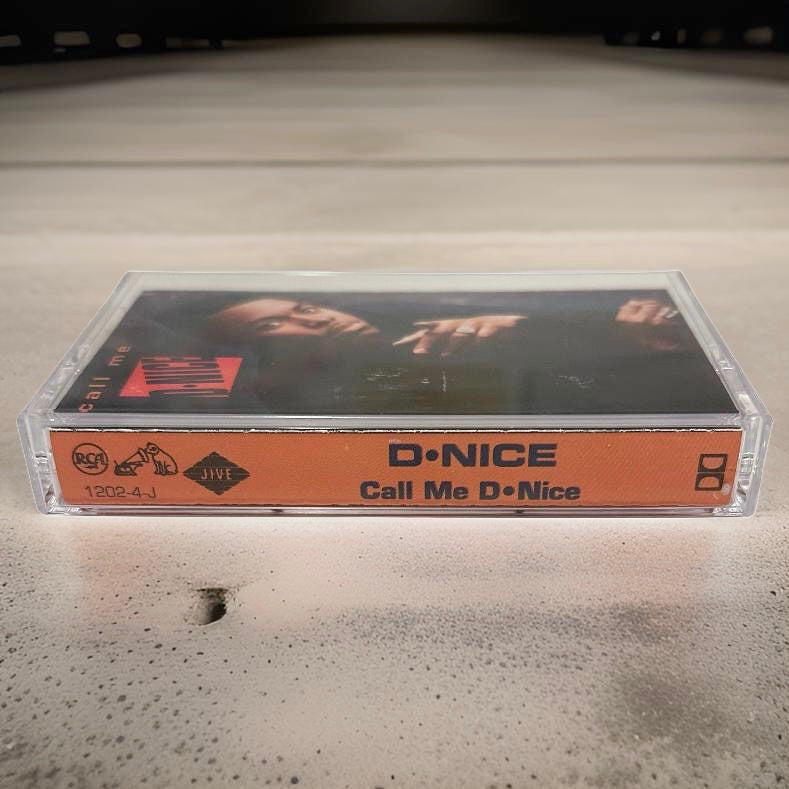 call me
D•NICE
RCA
JIVE
1202-4-J
D•NICE
Call Me D•Nice